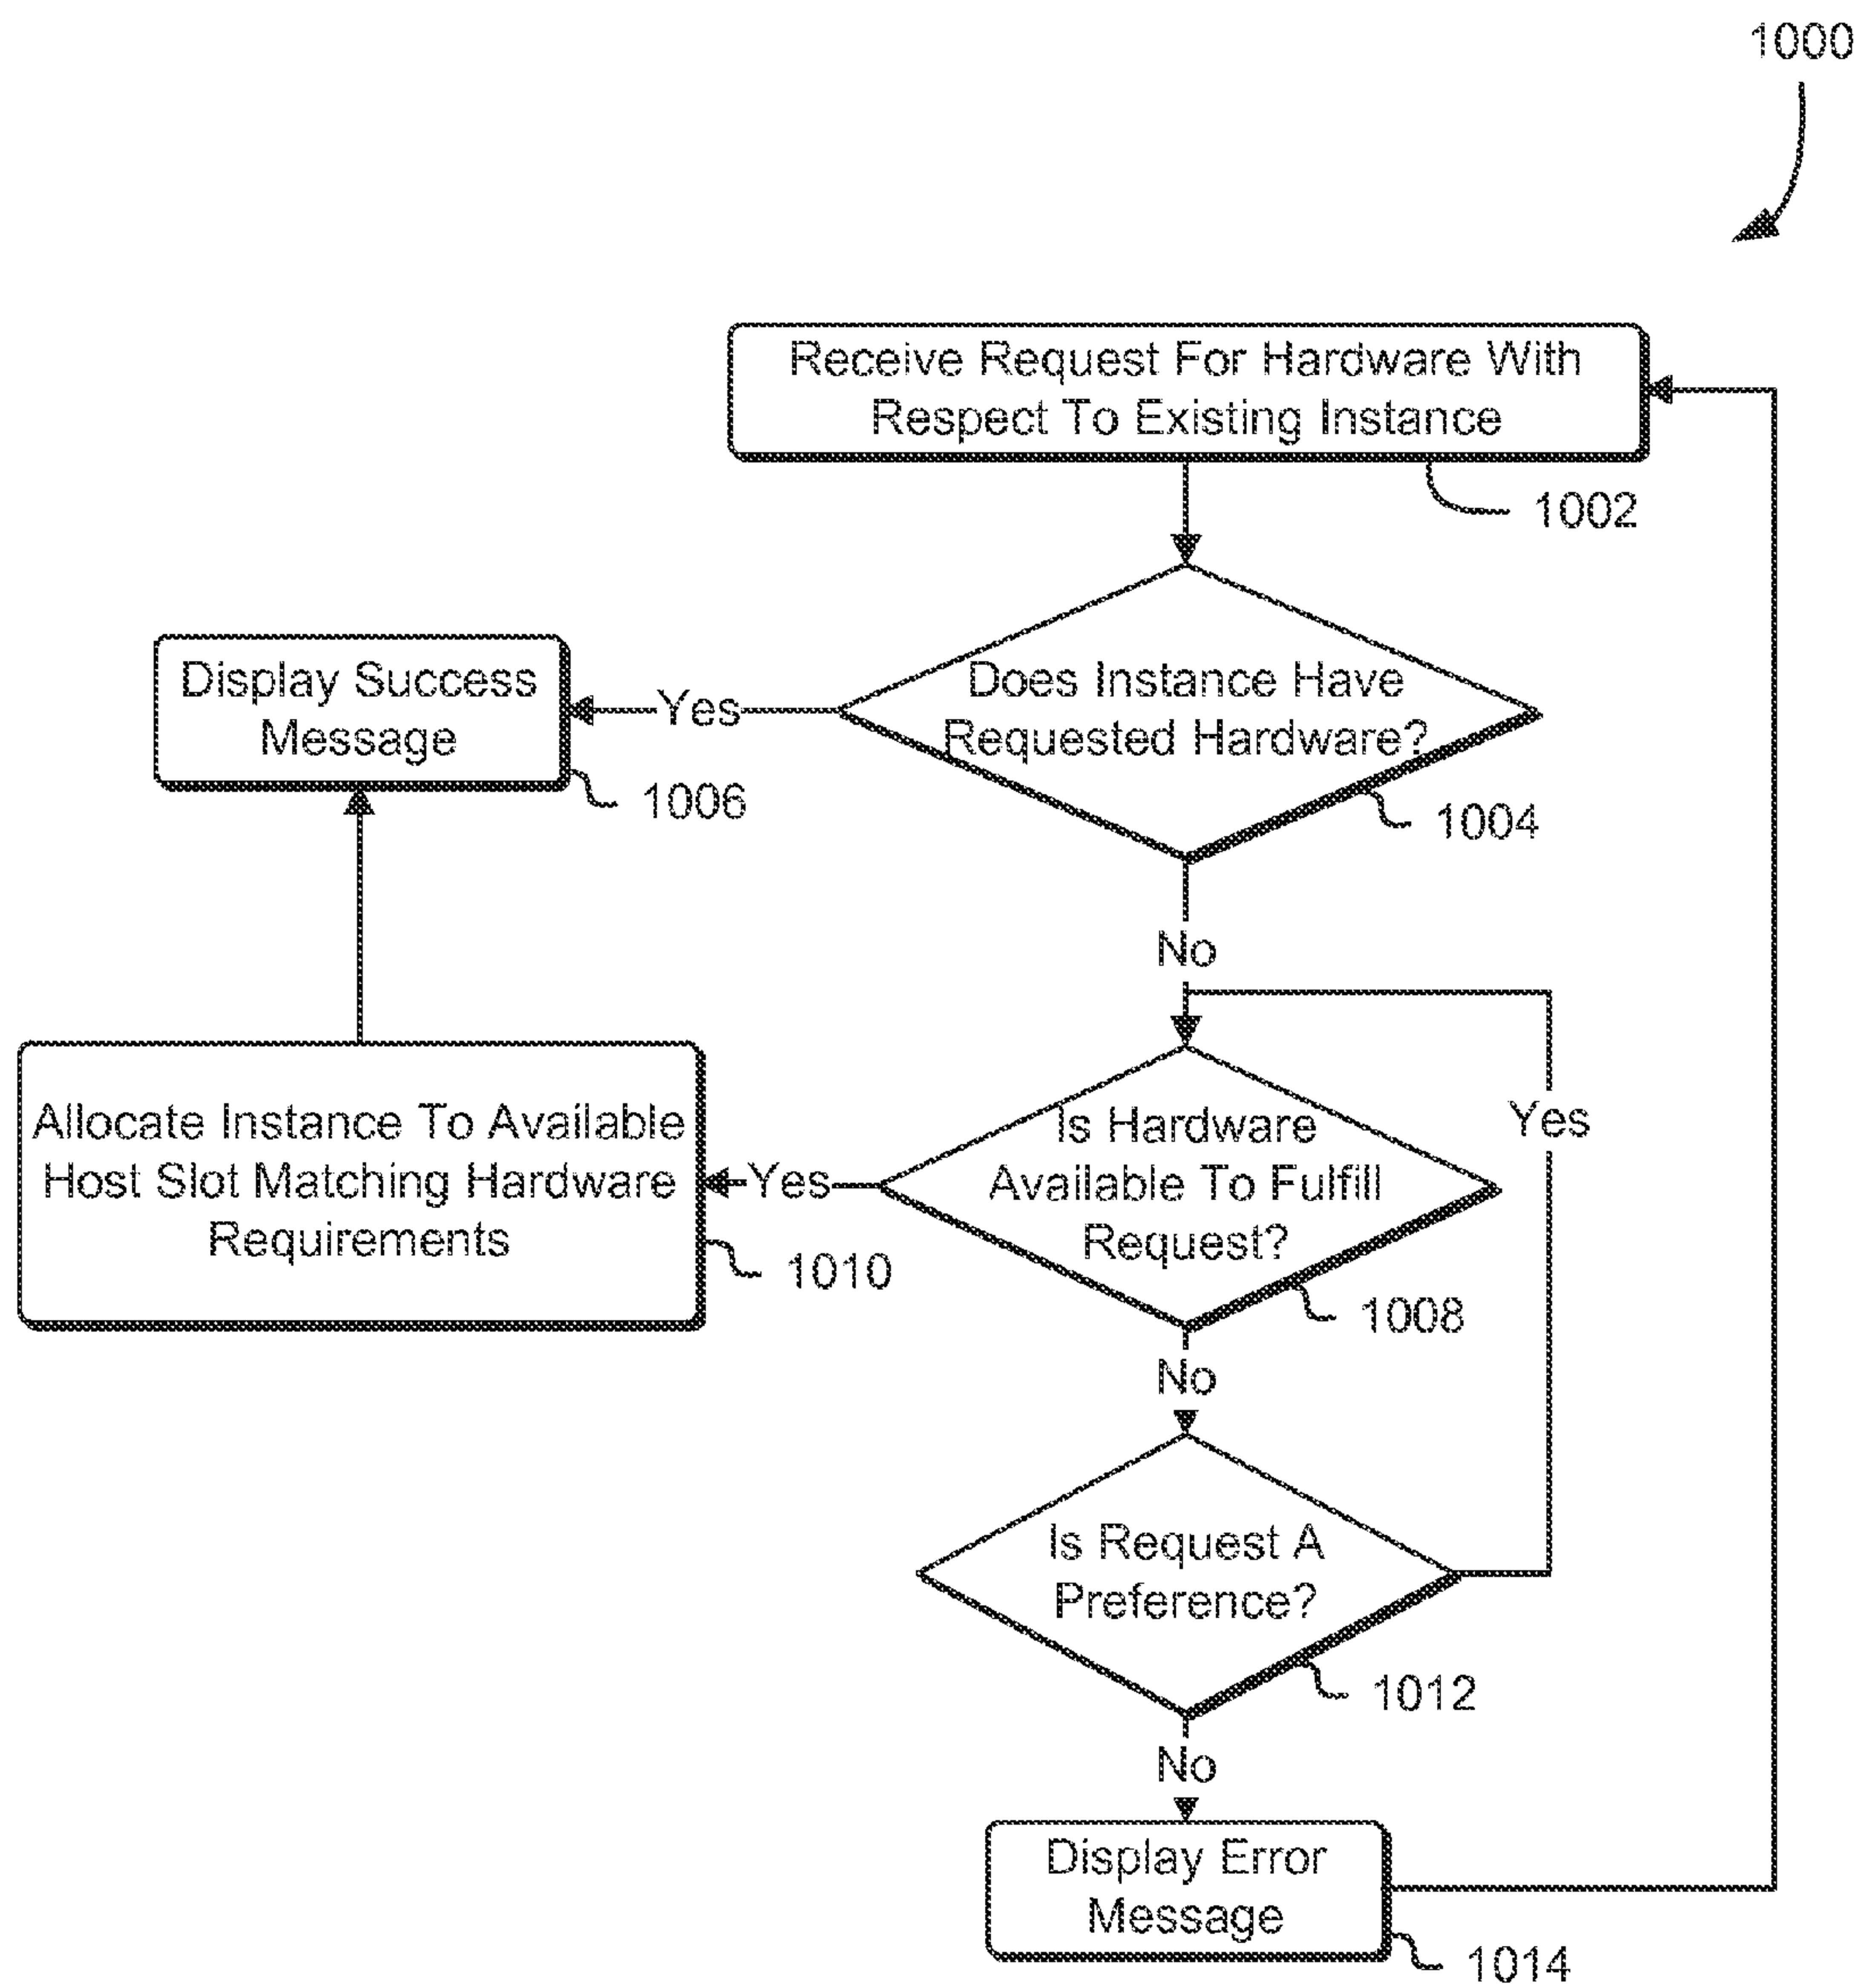 1000
Receive Request For Hardware With
Respect To Existing Instance
1002
Does Instance Have
Requested Hardware?
1004
Yes
Display Success
Message
1006
No
Is Hardware
Available To Fulfill
Request?
1008
Yes
Allocate Instance To Available
Host Slot Matching Hardware
Requirements
1010
Yes
No
Is Request A
Preference?
1012
No
Display Error
Message
1014